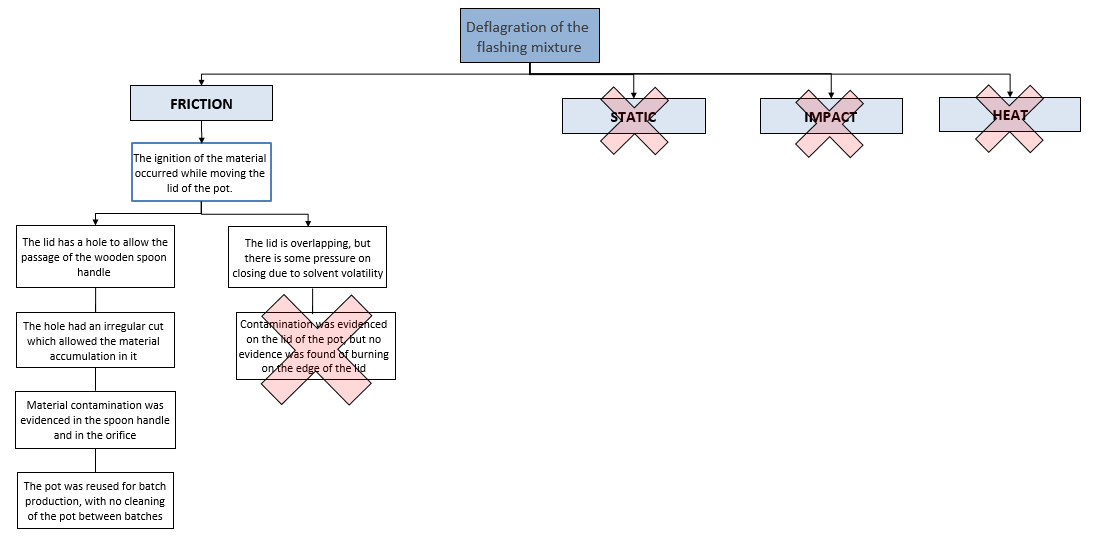 Deflagration of the
flashing mixture
FRICTION
STATIC
IMPACT
HEAT
The ignition of the material
occurred while moving the
lid of the pot.
The lid has a hole to allow the
passage of the wooden spoon
handle
The lid is overlapping, but
there is some pressure on
closing due to solvent volatility
The hole had an irregular cut
which allowed the material
accumulation in it
Contamination was evidenced
on the lid of the pot, but no
evidence was found of burning
on the edge of the lid
Material contamination was
evidenced in the spoon handle
and in the orifice
The pot was reused for batch
production, with no cleaning
of the pot between batches